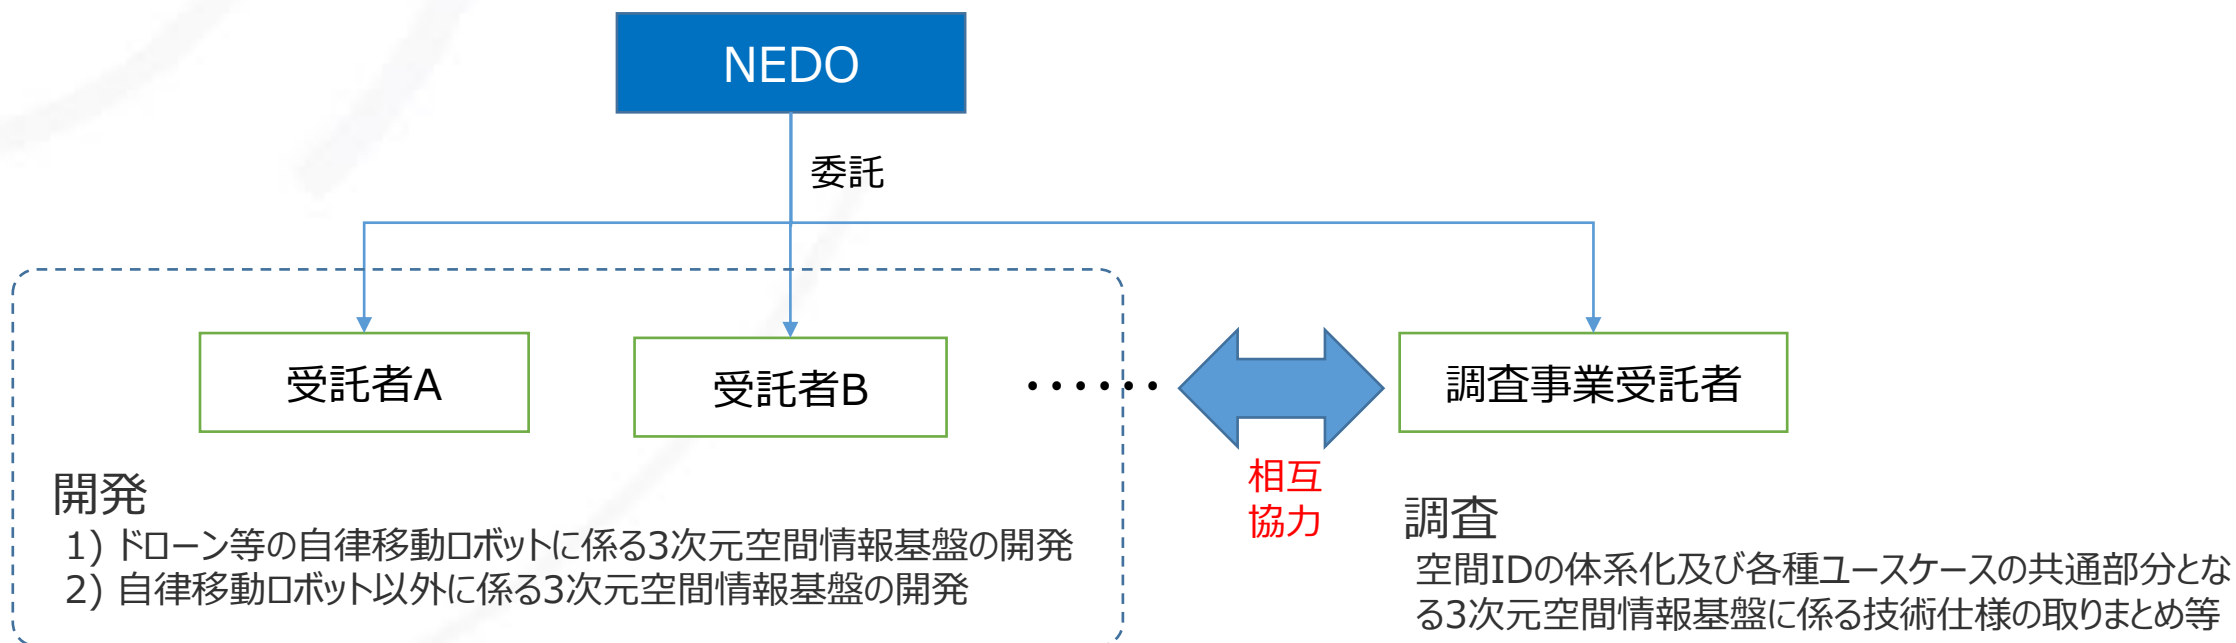 NEDO
委託
受託者A
受託者B
・・・・・・
調査事業受託者
相互
協力
開発
1) ドローン等の自律移動ロボットに係る3次元空間情報基盤の開発
2) 自律移動ロボット以外に係る3次元空間情報基盤の開発
調査
空間IDの体系化及び各種ユースケースの共通部分とな
る3次元空間情報基盤に係る技術仕様の取りまとめ等